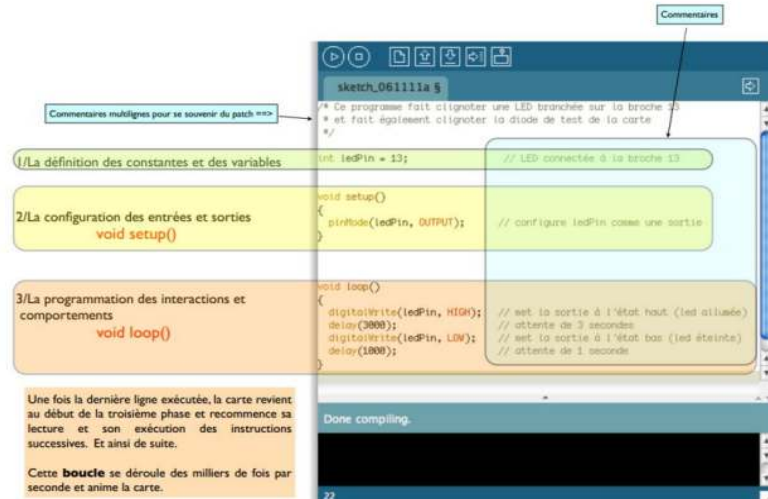 Commentaires
sketch_061111a §
Commentaires multilignes pour se souvenir du patch ==>
/* Ce programme fait clignoter une LED branchée sur la broche 13
* et fait également clignoter la diode de test de la carte
*/
1/La définition des constantes et des variables
int ledPin = 13; // LED connectée à la broche 13
2/La configuration des entrées et sorties
void setup()
void setup()
{
pinMode(ledPin, OUTPUT); // configure ledPin comme une sortie
}
3/La programmation des interactions et
comportements
void loop()
void loop()
{
digitalWrite(ledPin, HIGH); // met la sortie à l'état haut (led allumée)
delay(3000); // attente de 3 secondes
digitalWrite(ledPin, LOW); // met la sortie à l'état bas (led éteinte)
delay(1000); // attente de 1 seconde
}
Une fois la dernière ligne exécutée, la carte revient
au début de la troisième phase et recommence sa
lecture et son exécution des instructions
successives. Et ainsi de suite.
Cette boucle se déroule des milliers de fois par
seconde et anime la carte.
Done compiling.
22